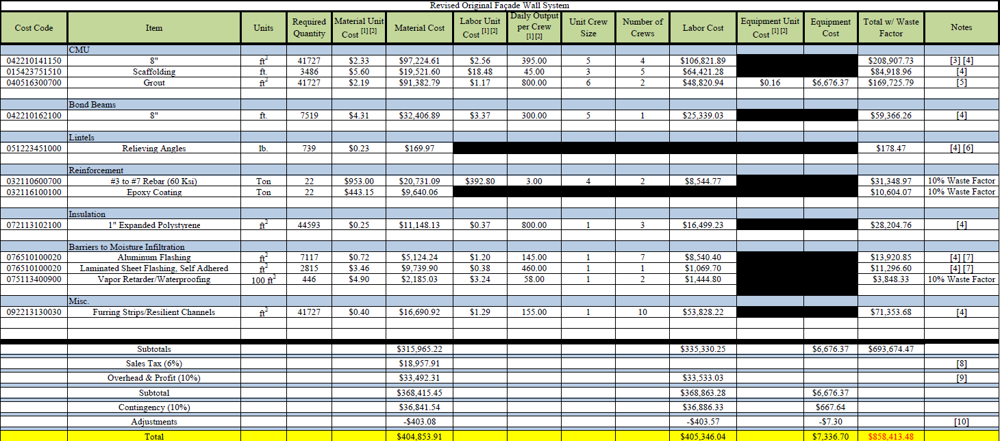 Revised Original Façade Wall System
Cost Code Item Units Required Quantity Material Unit Cost [1] [2] Material Cost Labor Unit Cost [1] [2] Daily Output per Crew [1] [2] Unit Crew Size Number of Crews Labor Cost Equipment Unit Cost [1] [2] Equipment Cost Total w/ Waste Factor Notes
CMU
042210141150 8" ft2 41727 $2.33 $97,224.61 $2.56 395.00 5 4 $106,821.89 $208,907.73 [3] [4]
015423751510 Scaffolding ft. 3486 $5.60 $19,521.60 $18.48 45.00 3 5 $64,421.28 $84,918.96 [4]
040516300700 Grout ft2 41727 $2.19 $91,382.79 $1.17 800.00 6 2 $48,820.94 $0.16 $6,676.37 $169,725.79 [5]
Bond Beams
042210162100 8" ft. 7519 $4.31 $32,406.89 $3.37 300.00 5 1 $25,339.03 $59,366.26 [4]
Lintels
051223451000 Relieving Angles lb. 739 $0.23 $169.97 $178.47 [4] [6]
Reinforcement
032110600700 #3 to #7 Rebar (60 Ksi) Ton 22 $953.00 $20,731.09 $392.80 3.00 4 2 $8,544.77 $31,348.97 10% Waste Factor
032116100100 Epoxy Coating Ton 22 $443.15 $9,640.06 $10,604.07 10% Waste Factor
Insulation
072113102100 1" Expanded Polystyrene ft2 44593 $0.25 $11,148.13 $0.37 800.00 1 3 $16,499.23 $28,204.76 [4]
Barriers to Moisture Infiltration
076510100020 Aluminum Flashing ft2 7117 $0.72 $5,124.24 $1.20 145.00 1 7 $8,540.40 $13,920.85 [4] [7]
076510100020 Laminated Sheet Flashing, Self Adhered ft2 2815 $3.46 $9,739.90 $0.38 460.00 1 1 $1,069.70 $11,296.60 [4] [7]
075113400900 Vapor Retarder/Waterproofing 100 ft2 446 $4.90 $2,185.03 $3.24 58.00 1 2 $1,444.80 $3,848.33 10% Waste Factor
Misc.
092213130030 Furring Strips/Resilient Channels ft2 41727 $0.40 $16,690.92 $1.29 155.00 1 10 $53,828.22 $71,353.68 [4]
Subtotals $315,965.22 $335,330.25 $6,676.37 $693,674.47
Sales Tax (6%) $18,957.91 [8]
Overhead & Profit (10%) $33,492.31 $33,533.03 [9]
Subtotal $368,415.45 $368,863.28 $6,676.37
Contingency (10%) $36,841.54 $36,886.33 $667.64
Adjustments -$403.08 -$403.57 -$7.30 [10]
Total $404,853.91 $405,346.04 $7,336.70 $858,413.48